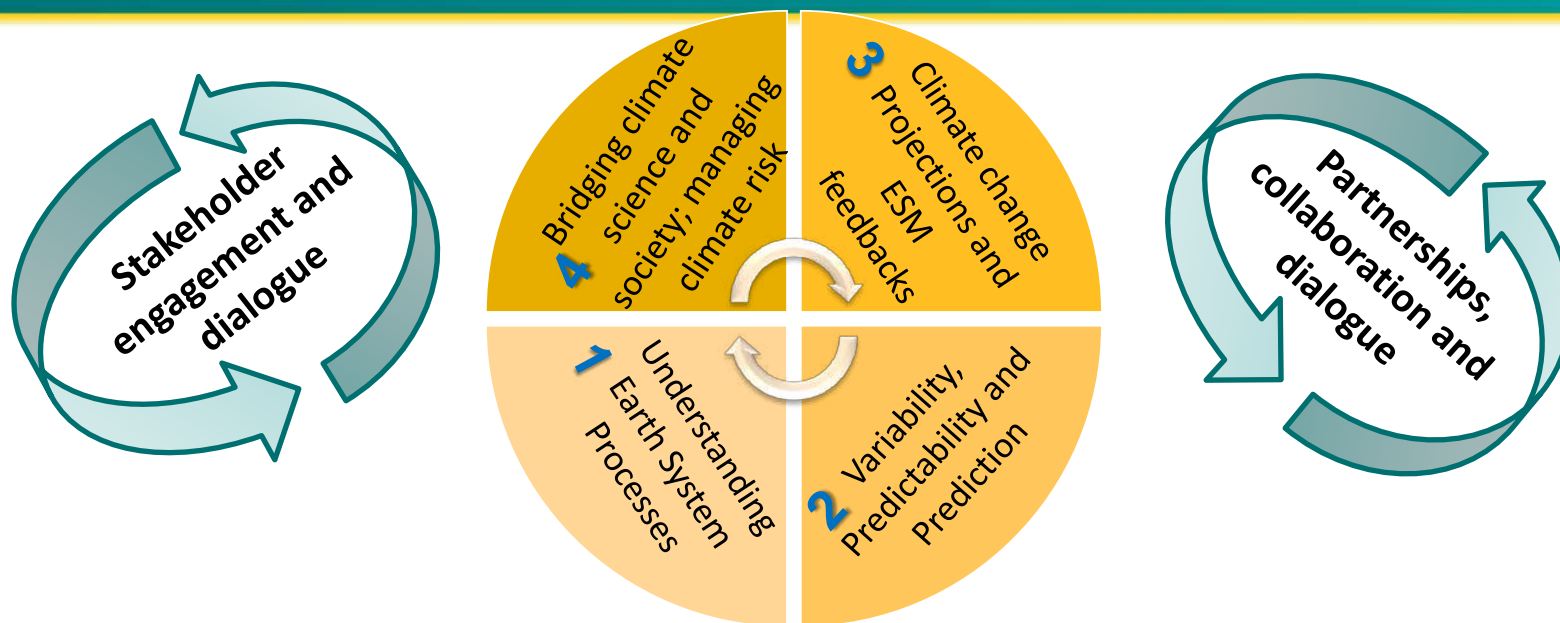 Stakeholder
engagement and
dialogue
4 Bridging climate
science and
society; managing
climate risk
3 Climate change
Projections and
ESM
feedbacks
1 Understanding
Earth System
Processes
2 Variability,
Predictability and
Prediction
Partnerships,
collaboration and
dialogue